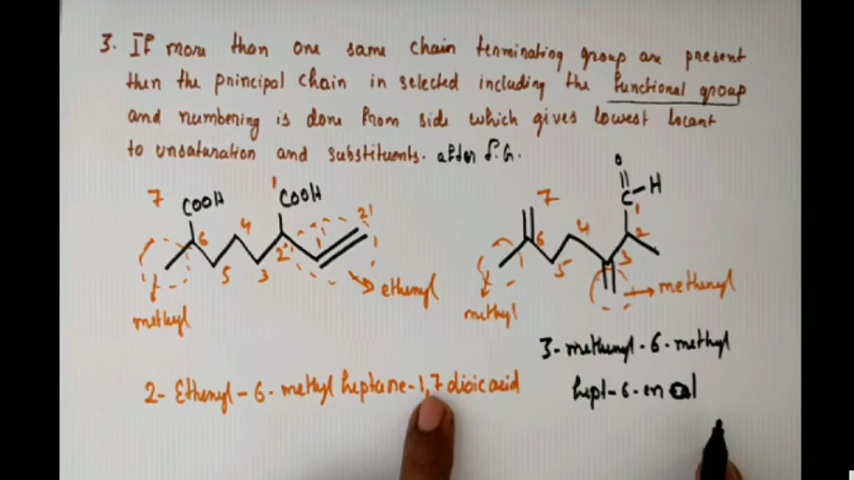 3. If more than one same chain terminating group are present
then the principal chain in selected including the functional group
and numbering is done from side which gives lowest locant
to unsaturation and substituents. after f.G.
7 COOH 1 COOH 6 4 2 1' 2' 5 3
methyl
ethenyl
2- Ethenyl - 6 - methyl heptane-1,7 dioic acid
O
C H 7 1 6 4 2 5 3
methyl
methenyl
3- methenyl - 6 - methyl
hept - 6 - en al